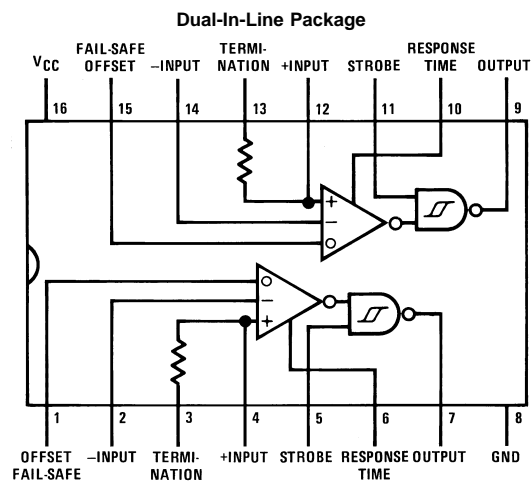 Dual-In-Line Package
FAIL-SAFE TERMI- RESPONSE
VCC OFFSET –INPUT NATION +INPUT STROBE TIME OUTPUT
16 15 14 13 12 11 10 9
+
–
O
O
–
+
1 2 3 4 5 6 7 8
OFFSET –INPUT TERMI- +INPUT STROBE RESPONSE OUTPUT GND
FAIL-SAFE NATION TIME